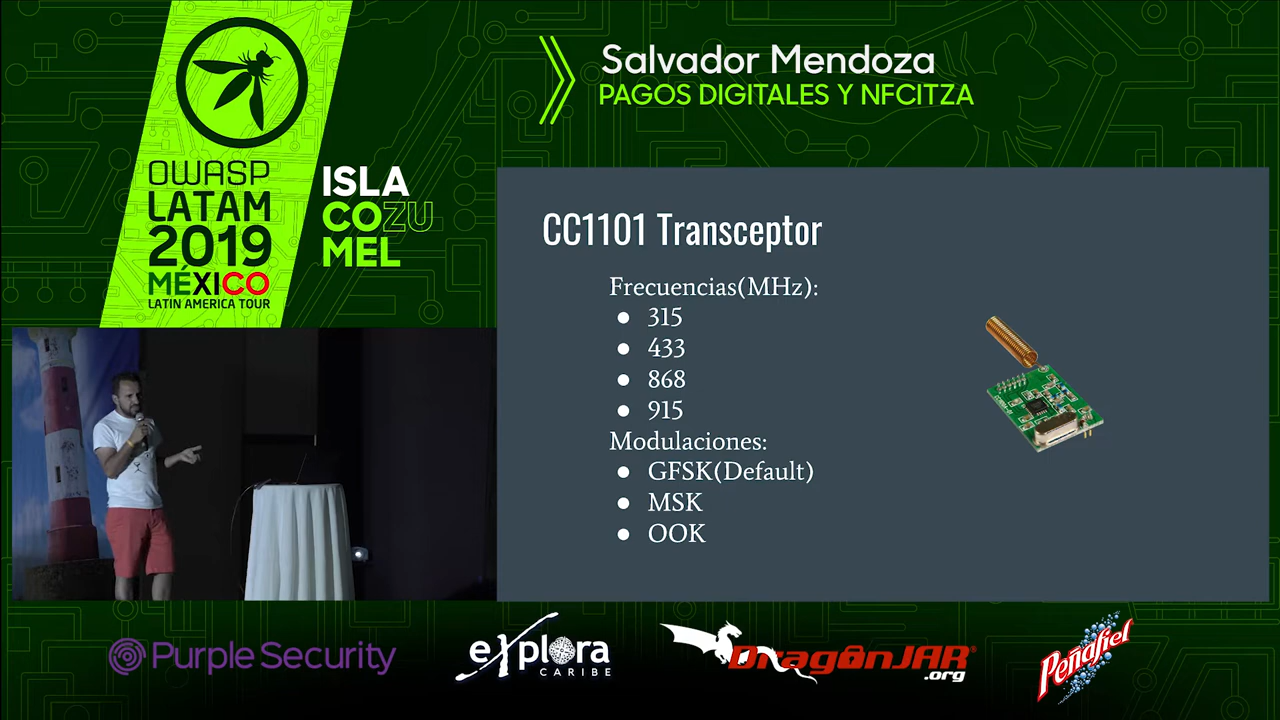 Salvador Mendoza
PAGOS DIGITALES Y NFCITZA
OWASP
LATAM
2019
MÉXICO
LATIN AMERICA TOUR
ISLA
COZU
MEL
CC1101 Transceptor
Frecuencias(MHz):
● 315
● 433
● 868
● 915
Modulaciones:
● GFSK(Default)
● MSK
● OOK
Purple Security
eXplora
CARIBE
DragonJAR®
.org
Peñafiel